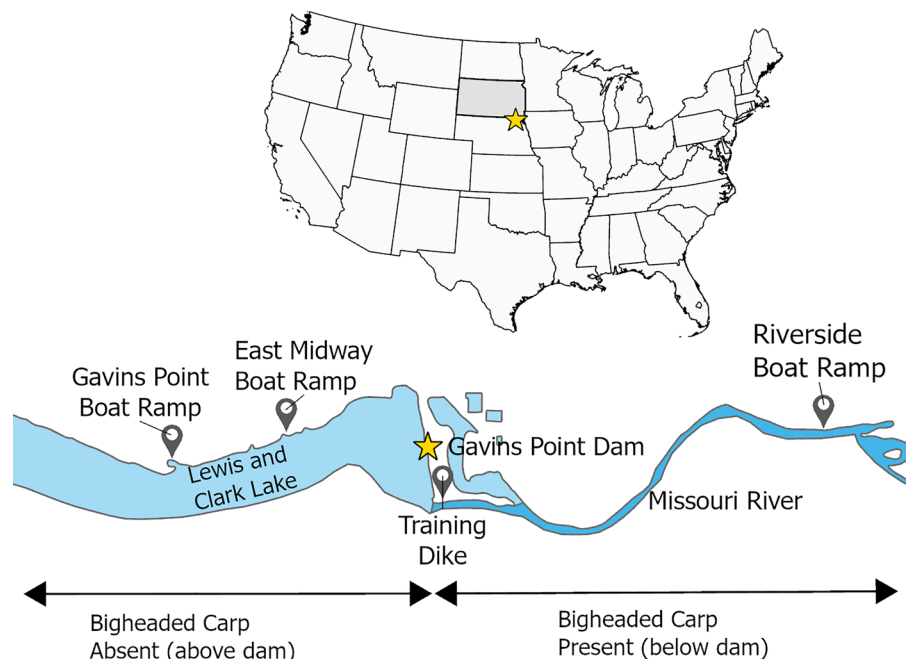 Riverside
Boat Ramp
East Midway
Boat Ramp
Gavins Point
Boat Ramp
Gavins Point Dam
Lewis and
Clark Lake
Missouri River
Training
Dike
Bigheaded Carp
Absent (above dam)
Bigheaded Carp
Present (below dam)